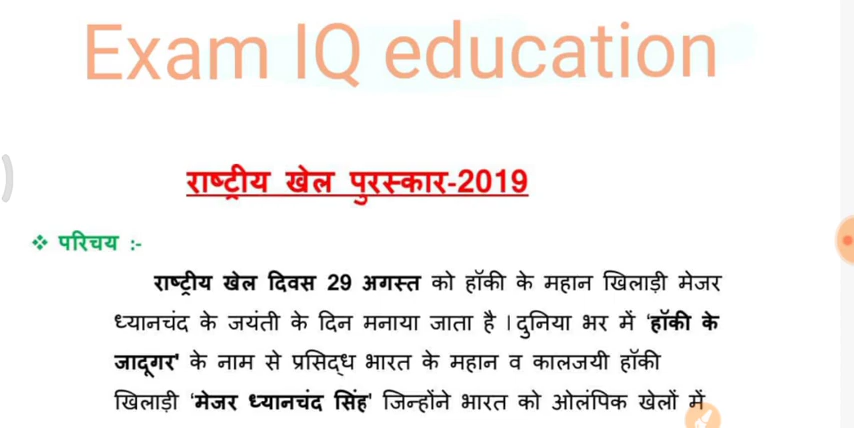 Exam IQ education
राष्ट्रीय खेल पुरस्कार-2019
❖ परिचय :-
राष्ट्रीय खेल दिवस 29 अगस्त को हॉकी के महान खिलाड़ी मेजर
ध्यानचंद के जयंती के दिन मनाया जाता है ।दुनिया भर में 'हॉकी के
जादूगर' के नाम से प्रसिद्ध भारत के महान व कालजयी हॉकी
खिलाड़ी 'मेजर ध्यानचंद सिंह' जिन्होंने भारत को ओलंपिक खेलों में